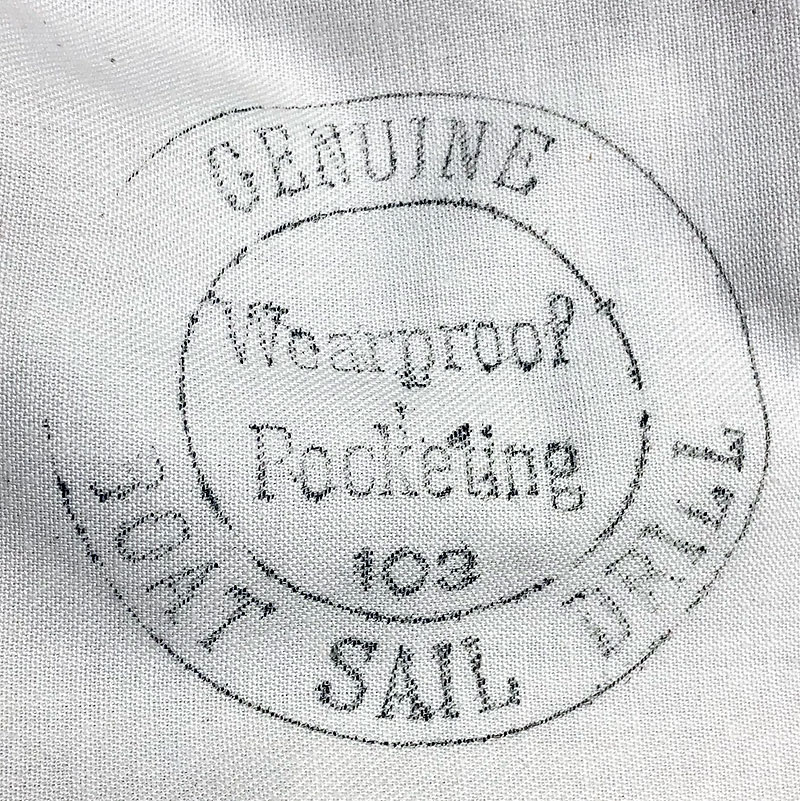 GENUINE
Wearproof
Pocketing
103
BOAT SAIL DRILL